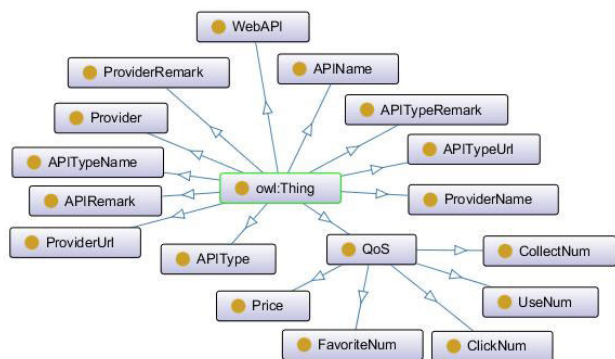 WebAPI
ProviderRemark
APIName
Provider
APITypeRemark
APITypeName
APITypeUrl
owl:Thing
APIRemark
ProviderName
ProviderUrl
APIType
QoS
CollectNum
Price
UseNum
FavoriteNum
ClickNum